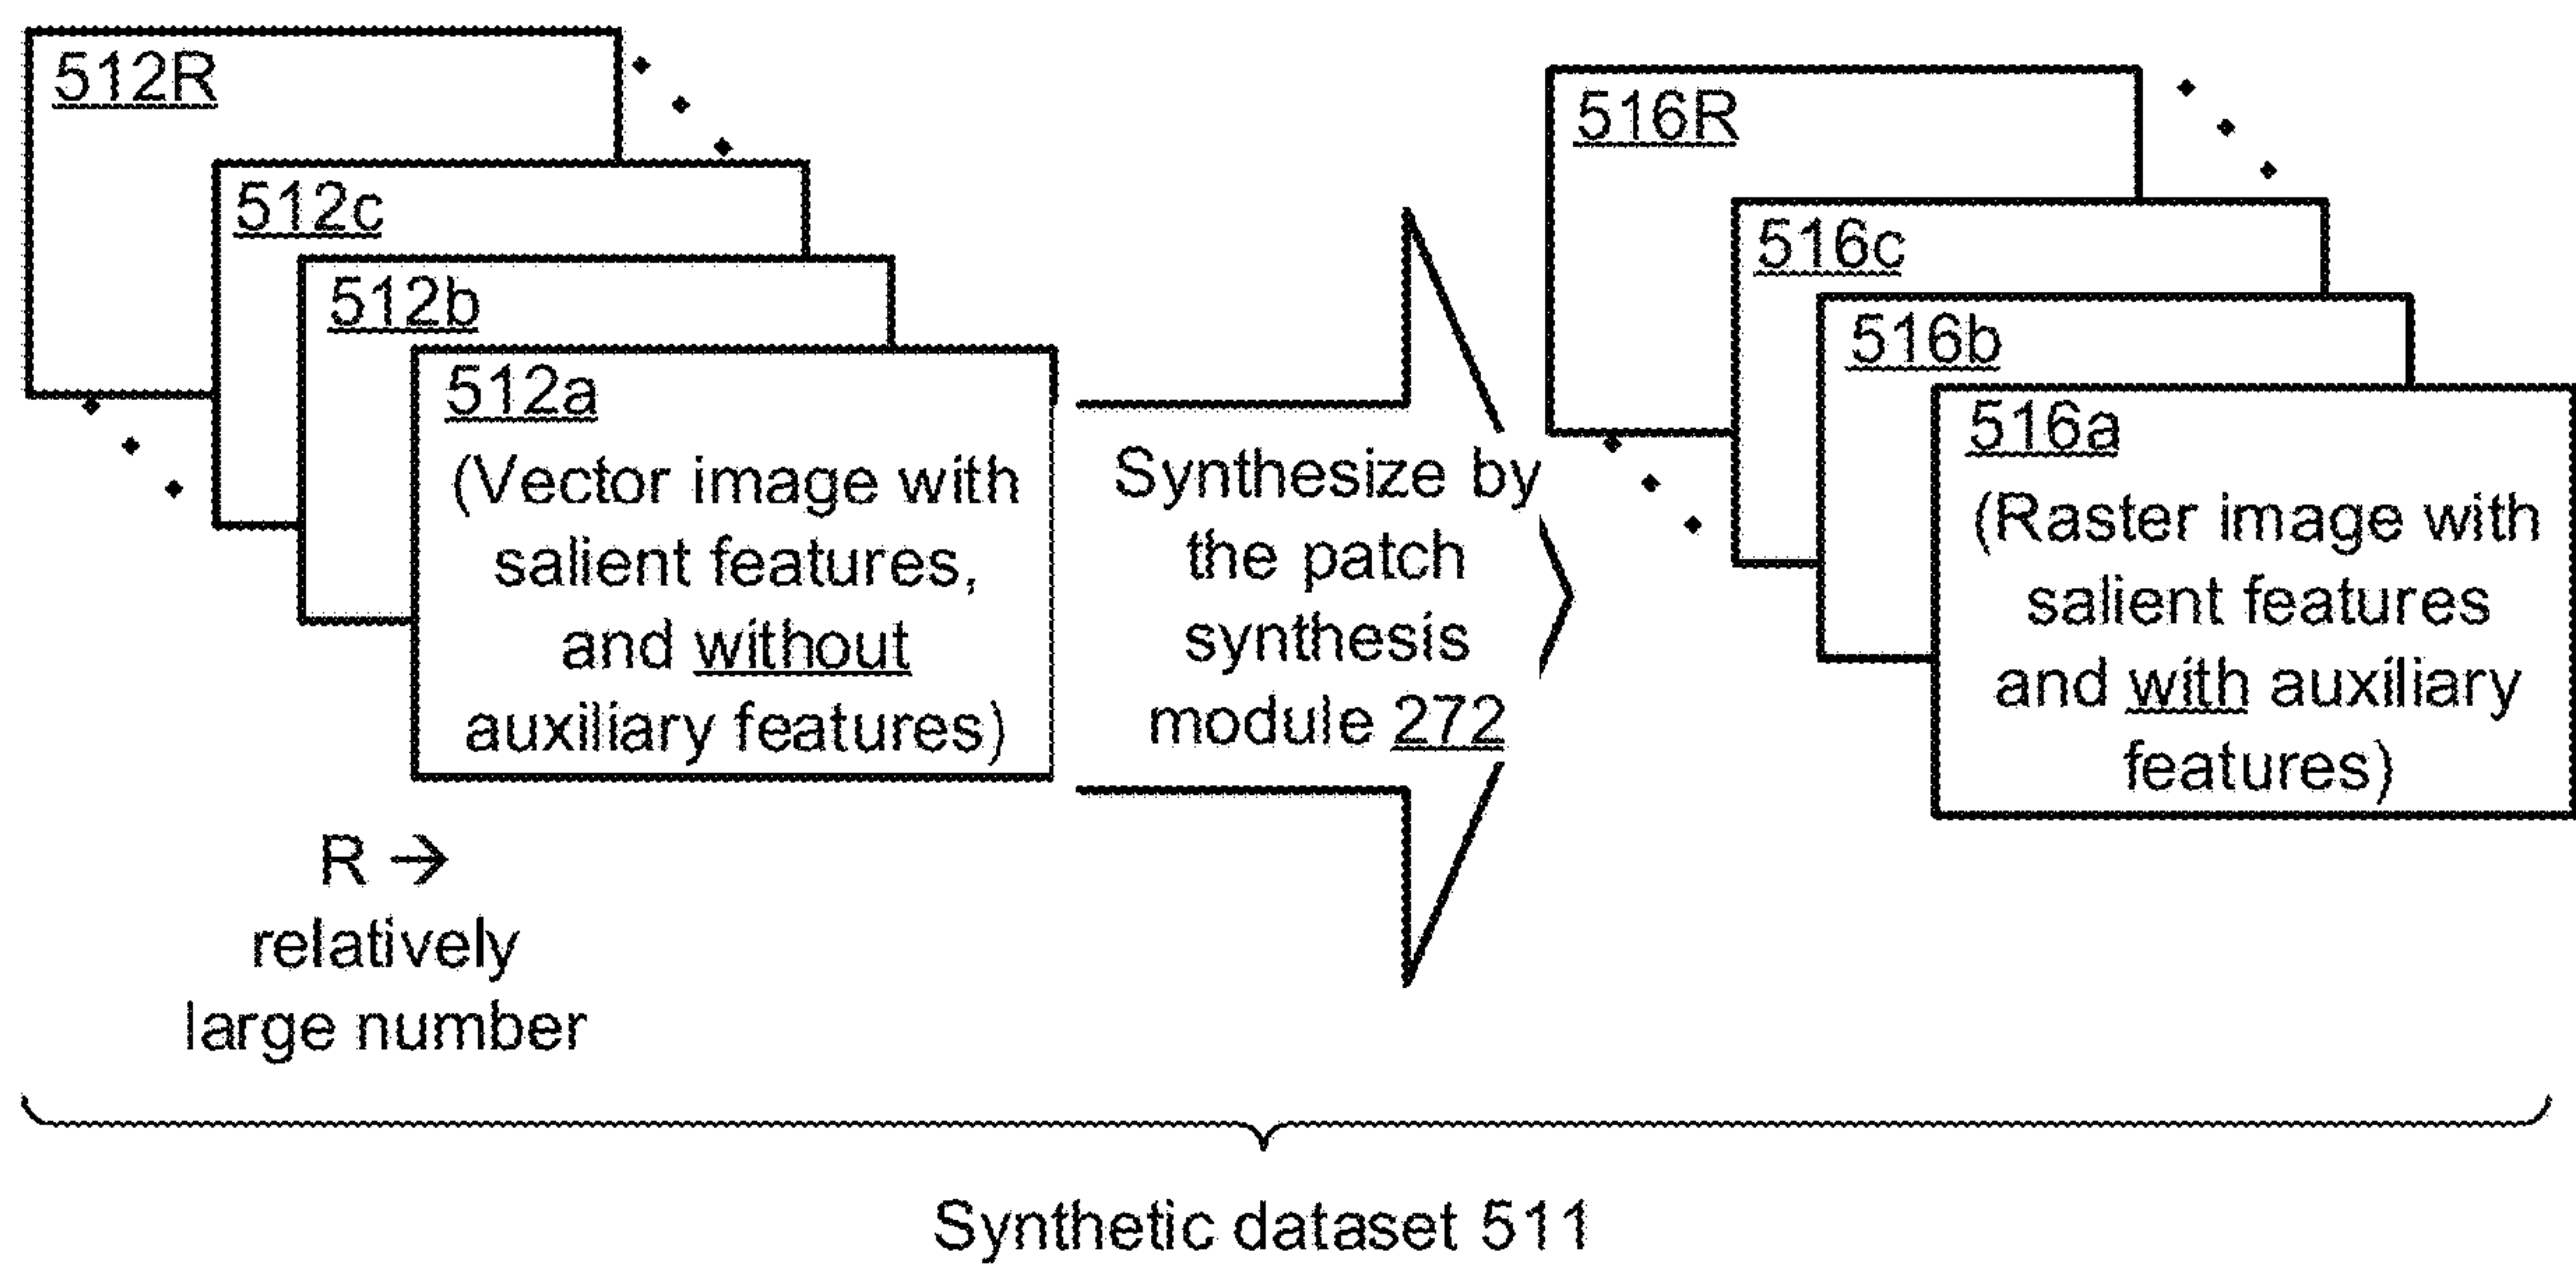 512R
512c
512b
512a
(Vector image with
salient features,
and without
auxiliary features)
R →
relatively
large number
Synthesize by
the patch
synthesis
module 272
516R
516c
516b
516a
(Raster image with
salient features
and with auxiliary
features)
Synthetic dataset 511